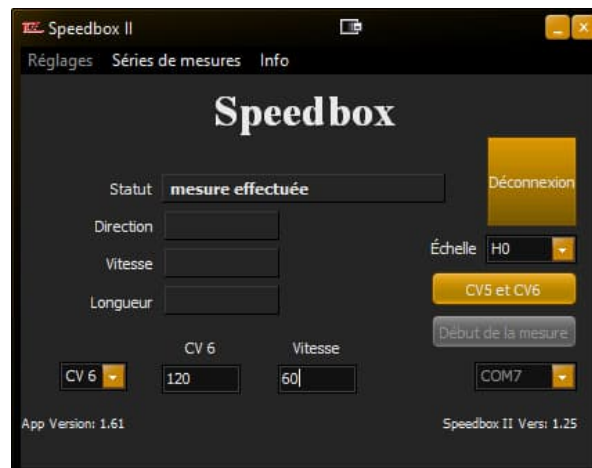 Speedbox II
Réglages Séries de mesures Info
Speedbox
Déconnexion
Statut mesure effectuée
Direction
Échelle H0
Vitesse
CV5 et CV6
Longueur
Début de la mesure
CV 6 Vitesse
CV 6 120 60 COM7
App Version: 1.61 Speedbox II Vers: 1.25